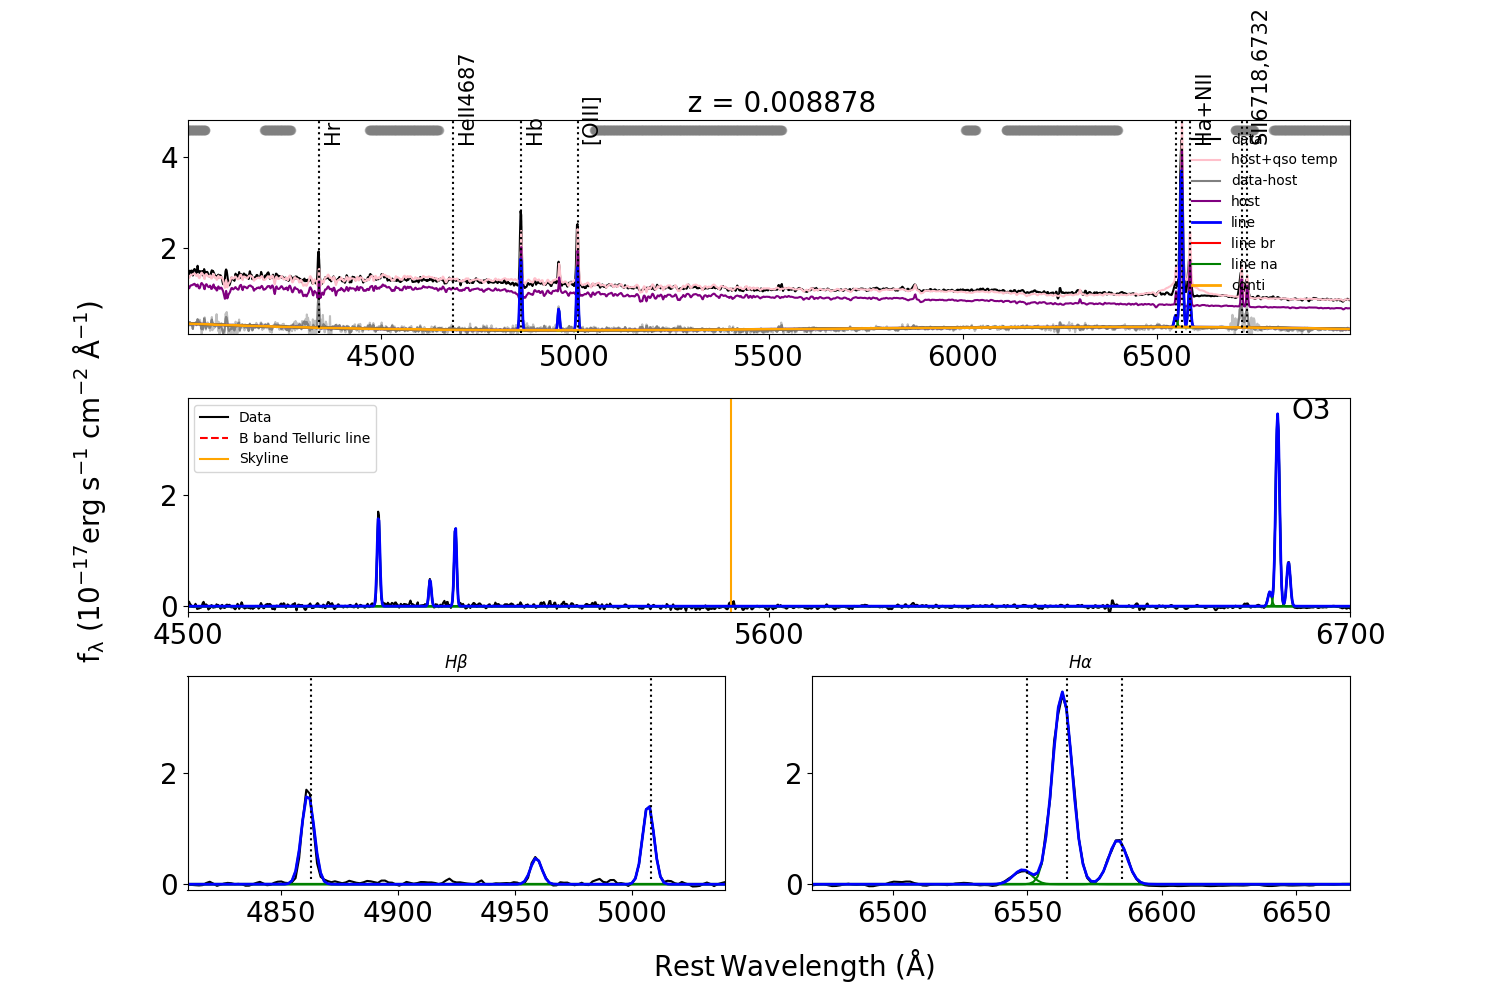 z = 0.008878
Hr
HeII4687
Hb
[OIII]
Ha+NII
SII6718,6732
data
host+qso temp
data-host
host
line
line br
line na
conti
4
2
4500 5000 5500 6000 6500
fλ (10⁻¹⁷erg s⁻¹ cm⁻² Å⁻¹)
Data
B band Telluric line
Skyline
O3
2
0
4500 5600 6700
Hβ
2
0
4850 4900 4950 5000
Hα
2
0
6500 6550 6600 6650
Rest Wavelength (Å)